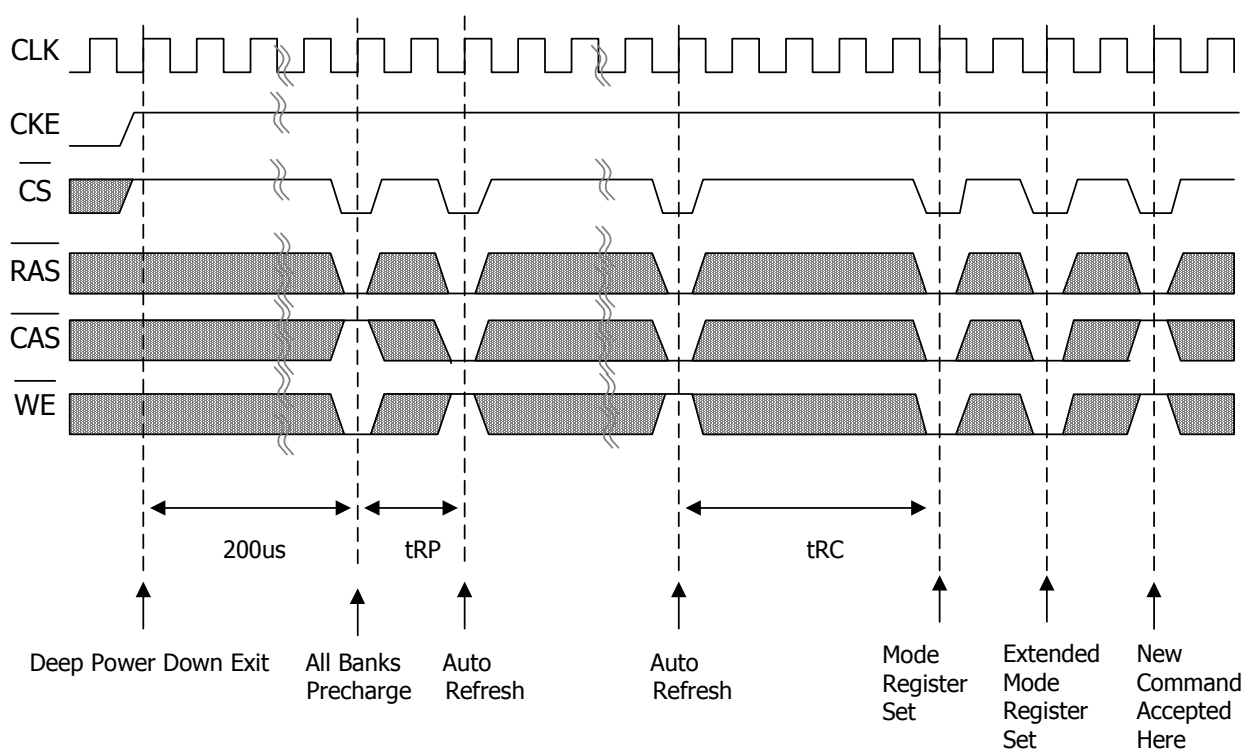 CLK
CKE
CS
RAS
CAS
WE
200us
tRP
tRC
Deep Power Down Exit
All Banks
Precharge
Auto
Refresh
Auto
Refresh
Mode
Register
Set
Extended
Mode
Register
Set
New
Command
Accepted
Here